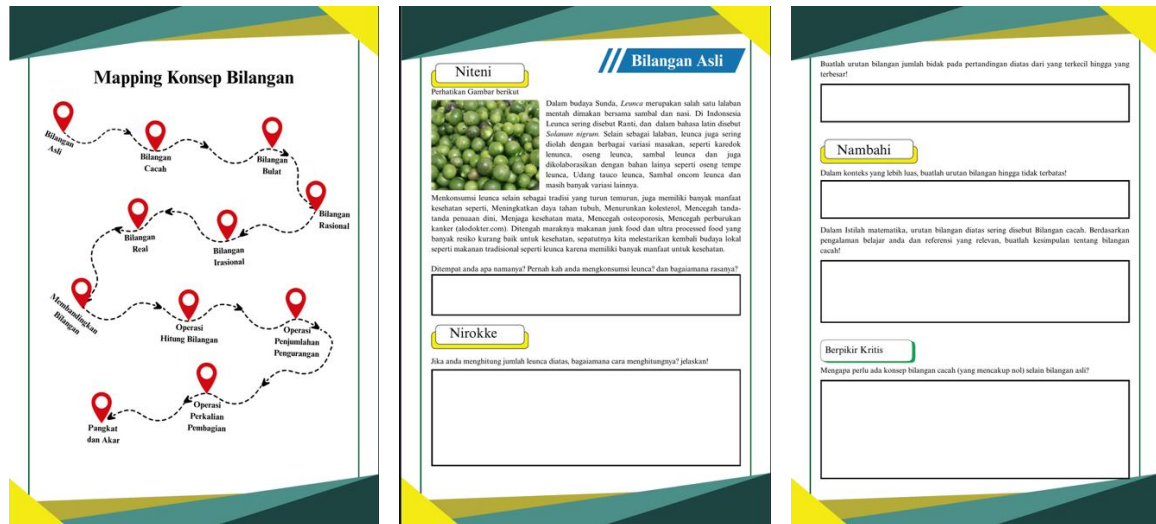 Mapping Konsep Bilangan
Bilangan
Asli
Bilangan
Cacah
Bilangan
Bulat
Bilangan
Rasional
Bilangan
Irasional
Bilangan
Real
Membandingkan
Bilangan
Operasi
Hitung Bilangan
Operasi
Penjumlahan
Pengurangan
Operasi
Perkalian
Pembagian
Pangkat
dan Akar
Bilangan Asli
Niteni
Perhatikan Gambar berikut
Dalam budaya Sunda, Leunca merupakan salah satu lalaban
mentah dimakan bersama sambal dan nasi. Di Indonsesia
Leunca sering disebut Ranti, dan dalam bahasa latin disebut
Solanum nigrum. Selain sebagai lalaban, leunca juga sering
diolah dengan berbagai variasi masakan, seperti karedok
lenunca, oseng leunca, sambal leunca dan juga
dikolaborasikan dengan bahan lainya seperti oseng tempe
leunca, Udang tauco leunca, Sambal oncom leunca dan
masih banyak variasi lainnya.
Menkonsumsi leunca selain sebagai tradisi yang turun temurun, juga memiliki banyak manfaat
kesehatan seperti, Meningkatkan daya tahan tubuh, Menurunkan kolesterol, Mencegah tanda-
tanda penuaan dini, Menjaga kesehatan mata, Mencegah osteoporosis, Mencegah perburukan
kanker (alodokter.com). Ditengah maraknya makanan junk food dan ultra processed food yang
banyak resiko kurang baik untuk kesehatan, sepatutnya kita melestarikan kembali budaya lokal
seperti makanan tradisional seperti leunca karena memiliki banyak manfaat untuk kesehatan.
Ditempat anda apa namanya? Pernah kah anda mengkonsumsi leunca? dan bagaiamana rasanya?
Nirokke
Jika anda menghitung jumlah leunca diatas, bagaiamana cara menghitungnya? jelaskan!
Buatlah urutan bilangan jumlah bidak pada pertandingan diatas dari yang terkecil hingga yang
terbesar!
Nambahi
Dalam konteks yang lebih luas, buatlah urutan bilangan hingga tidak terbatas!
Dalam Istilah matematika, urutan bilangan diatas sering disebut Bilangan cacah. Berdasarkan
pengalaman belajar anda dan referensi yang relevan, buatlah kesimpulan tentang bilangan
cacah!
Berpikir Kritis
Mengapa perlu ada konsep bilangan cacah (yang mencakup nol) selain bilangan asli?